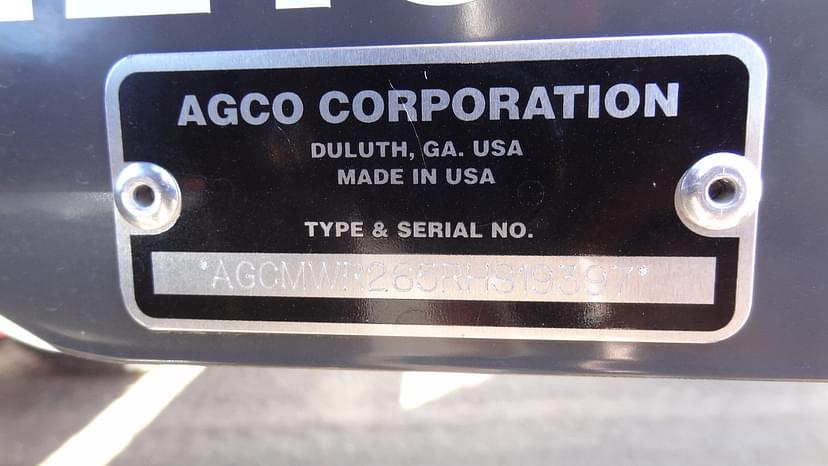 AGCO CORPORATION
DULUTH, GA. USA
MADE IN USA
TYPE & SERIAL NO.
*AGCMWR265RHS19397*